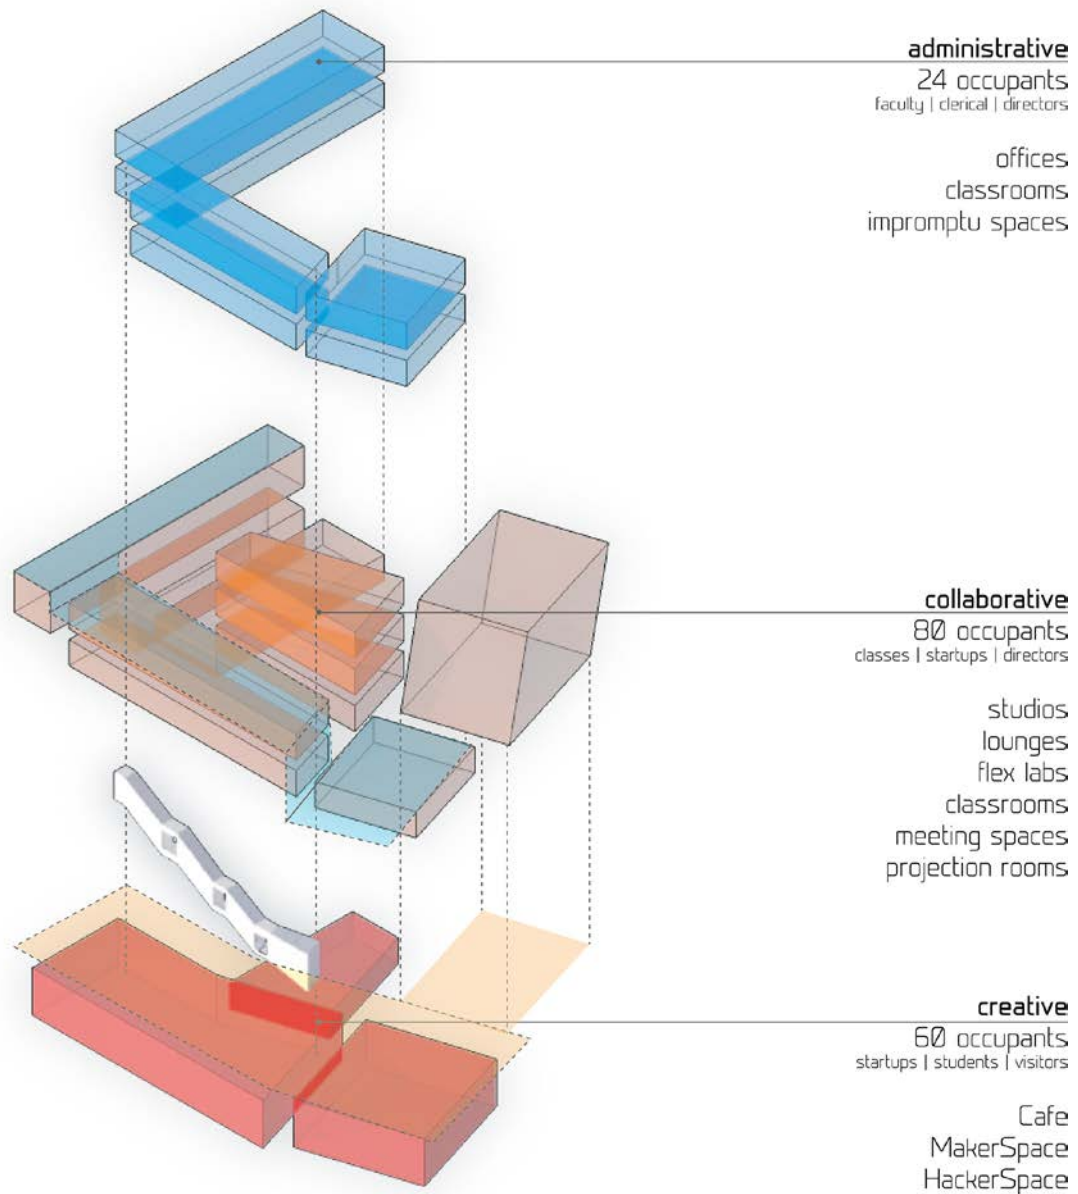 administrative
24 occupants
faculty | clerical | directors
offices
classrooms
impromptu spaces
collaborative
80 occupants
classes | startups | directors
studios
lounges
flex labs
classrooms
meeting spaces
projection rooms
creative
60 occupants
startups | students | visitors
Cafe
MakerSpace
HackerSpace